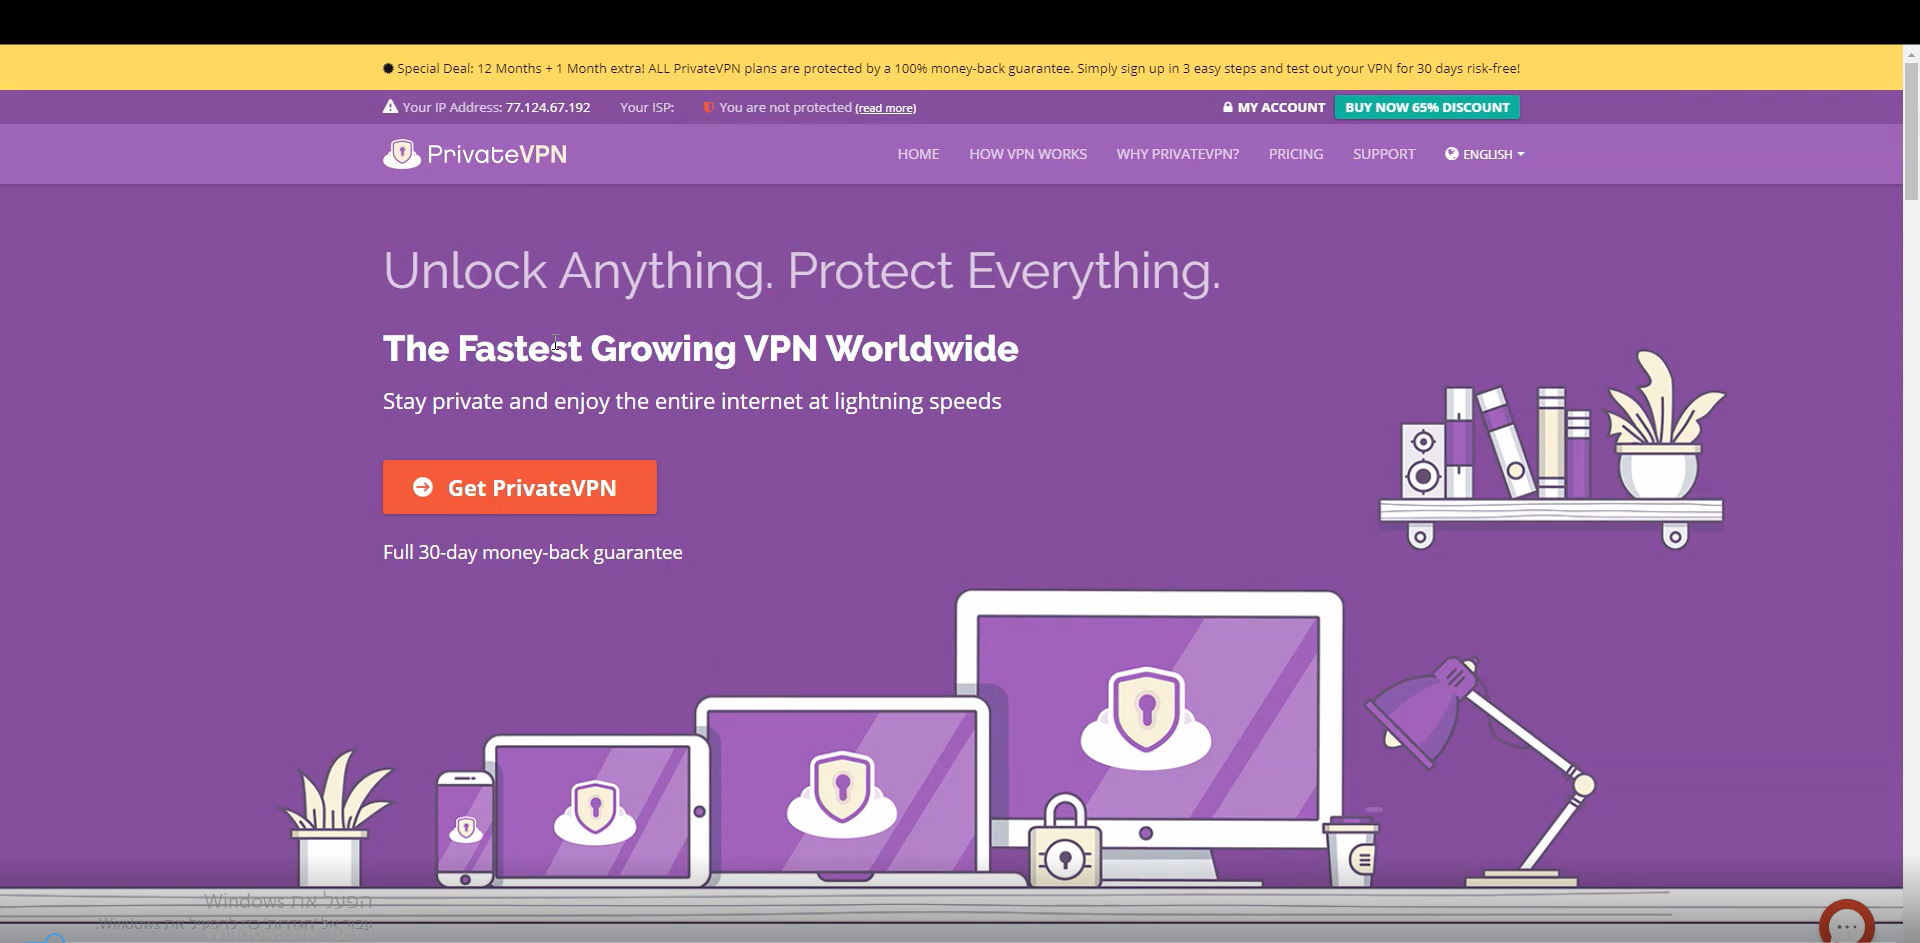 Special Deal: 12 Months + 1 Month extra! ALL PrivateVPN plans are protected by a 100% money-back guarantee. Simply sign up in 3 easy steps and test out your VPN for 30 days risk-free!
Your IP Address: 77.124.67.192 Your ISP: You are not protected (read more) MY ACCOUNT BUY NOW 65% DISCOUNT
PrivateVPN HOME HOW VPN WORKS WHY PRIVATEVPN? PRICING SUPPORT ENGLISH
Unlock Anything. Protect Everything.
The Fastest Growing VPN Worldwide
Stay private and enjoy the entire internet at lightning speeds
Get PrivateVPN
Full 30-day money-back guarantee
הפעל את Windows
Windows
הפעל את Windows